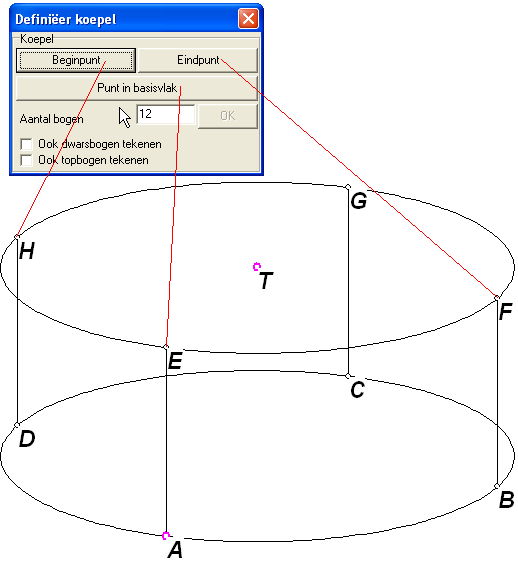 Definiëer koepel
Koepel
Beginpunt Eindpunt
Punt in basisvlak
Aantal bogen 12 OK
Ook dwarsbogen tekenen
Ook topbogen tekenen
G
H
T
F
E
C
D
B
A